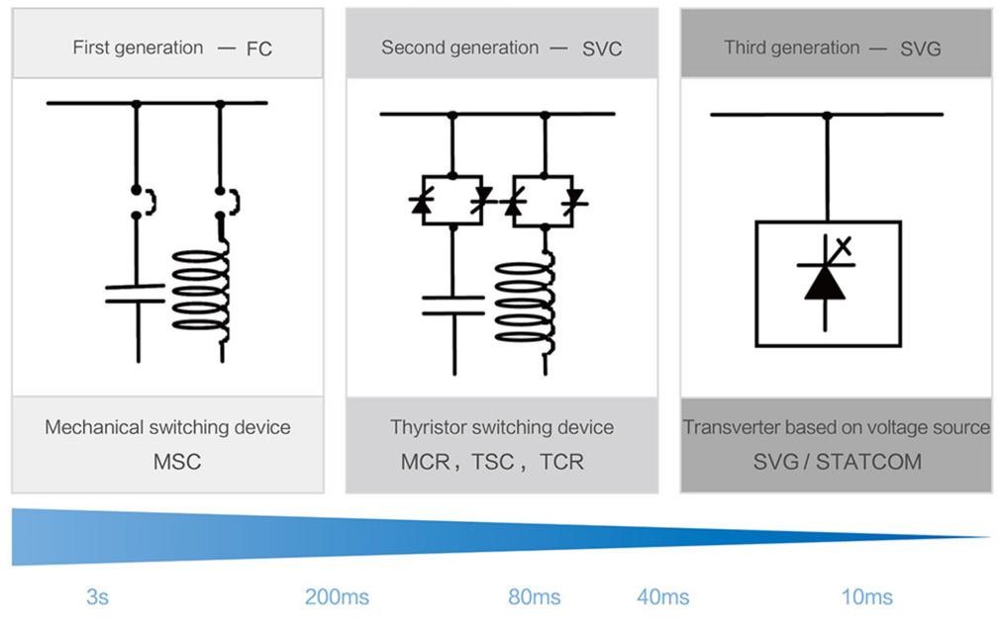 First generation — FC
Second generation — SVC
Third generation — SVG
Mechanical switching device
MSC
Thyristor switching device
MCR, TSC, TCR
Transverter based on voltage source
SVG / STATCOM
3s 200ms 80ms 40ms 10ms